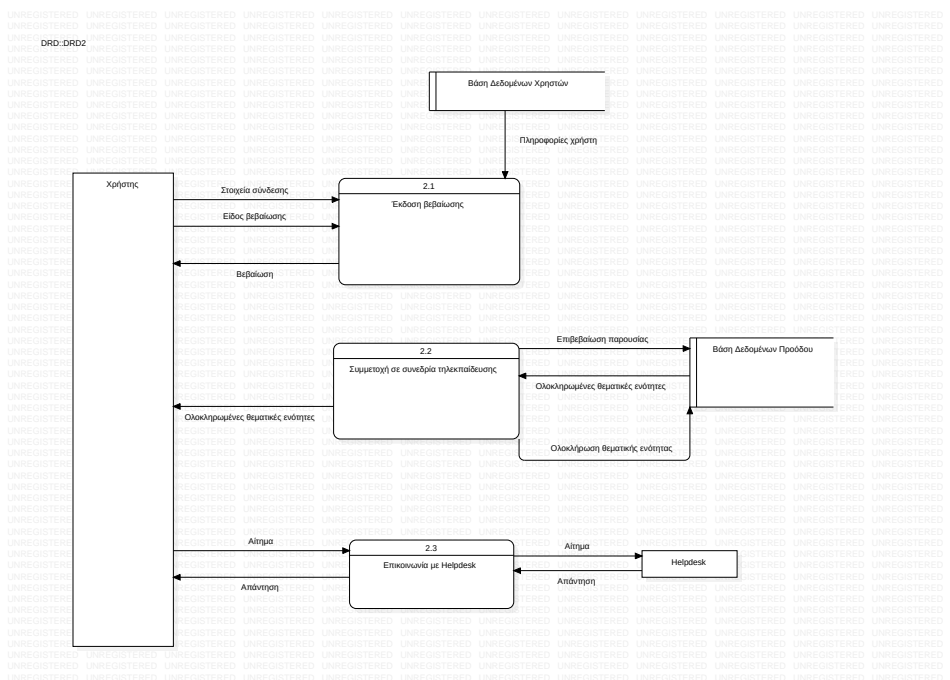 DRD::DRD2
Βάση Δεδομένων Χρηστών
Πληροφορίες χρήστη
Χρήστης
Στοιχεία σύνδεσης
2.1
Έκδοση βεβαίωσης
Είδος βεβαίωσης
Βεβαίωση
Επιβεβαίωση παρουσίας
2.2
Βάση Δεδομένων Προόδου
Συμμετοχή σε συνεδρία τηλεκπαίδευσης
Ολοκληρωμένες θεματικές ενότητες
Ολοκληρωμένες θεματικές ενότητες
Ολοκλήρωση θεματικής ενότητας
Αίτημα
2.3
Αίτημα
Επικοινωνία με Helpdesk
Helpdesk
Απάντηση
Απάντηση
UNREGISTERED